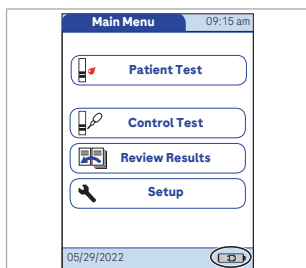 Main Menu 09:15 am
Patient Test
Control Test
Review Results
Setup
05/29/2022